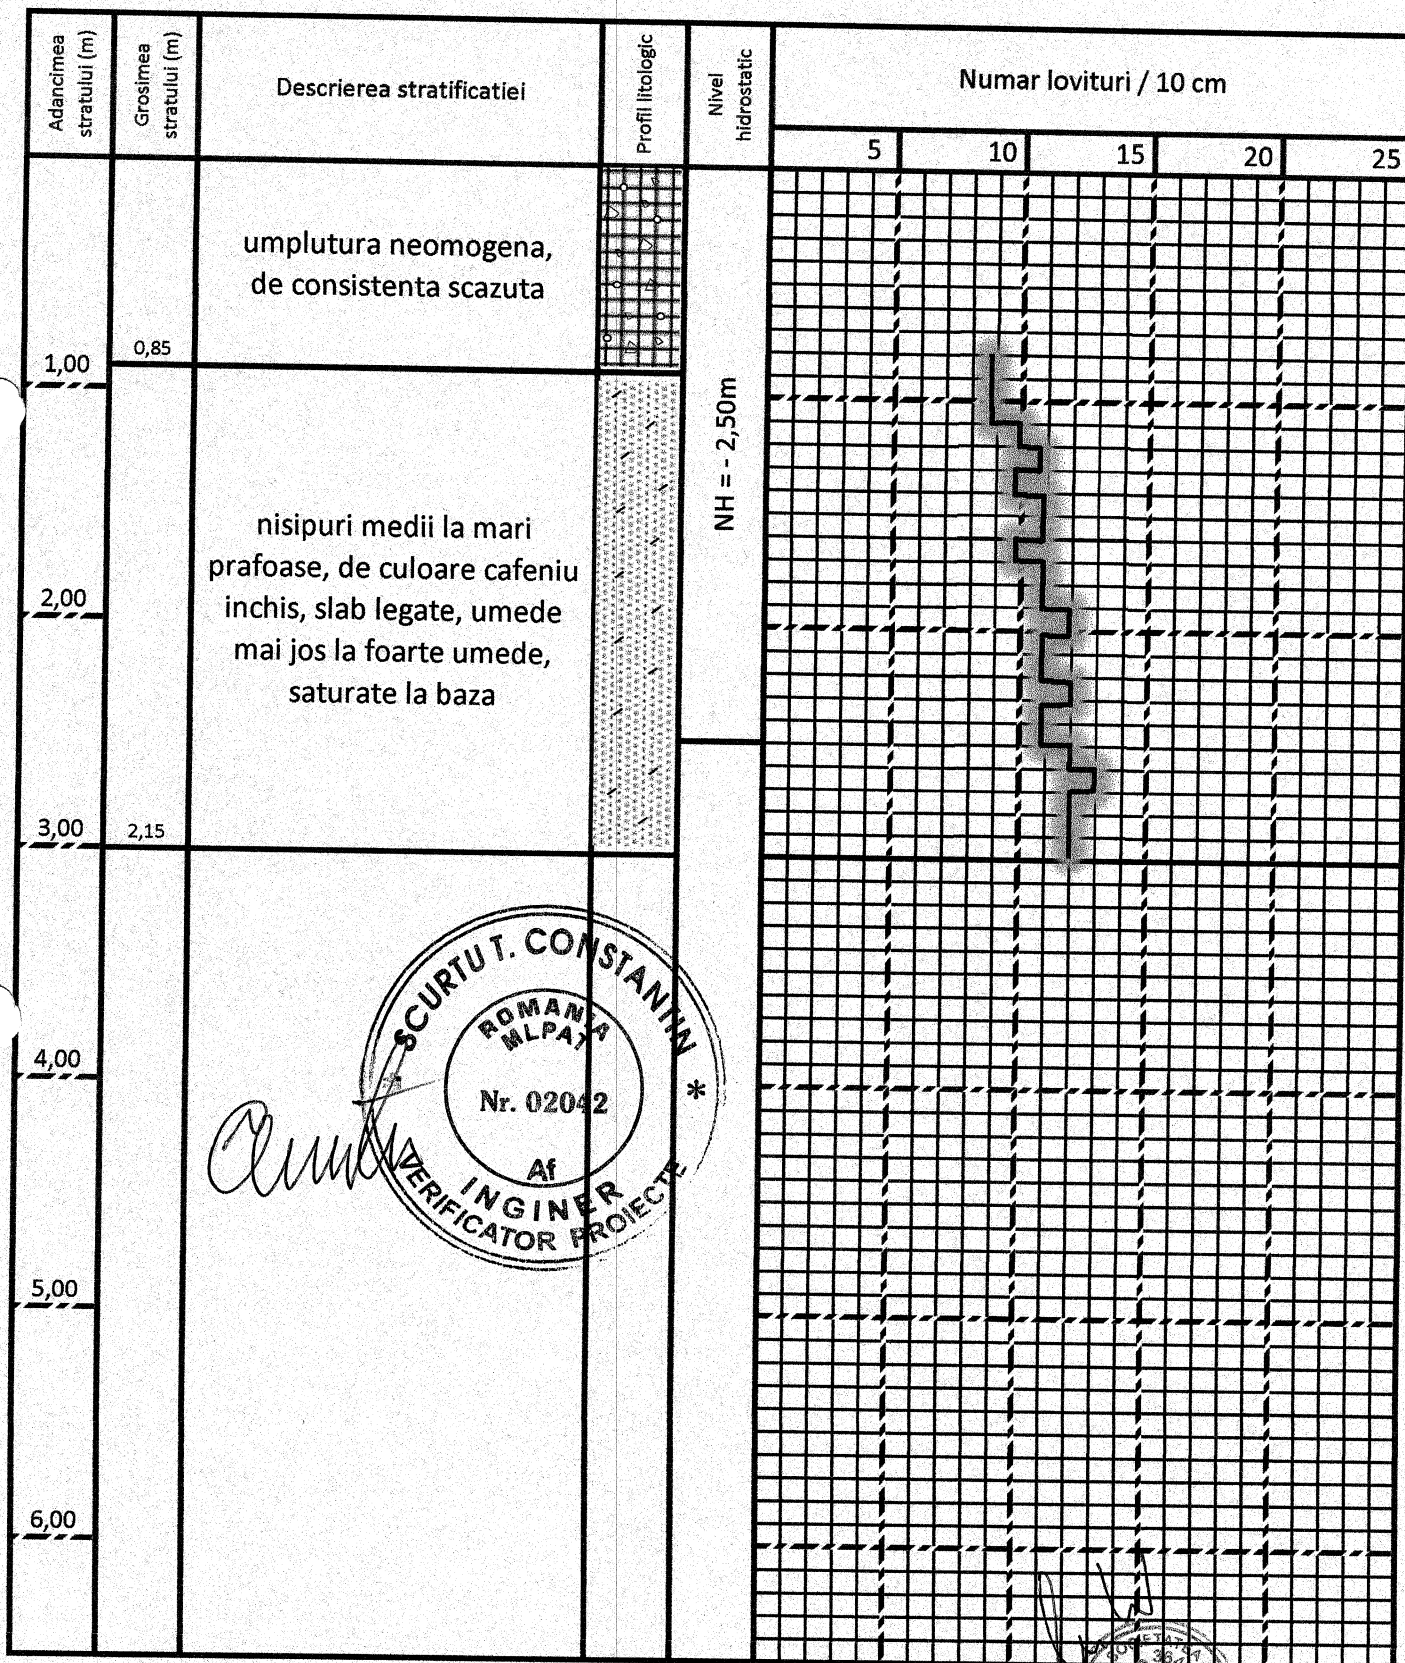 Adancimea
stratului (m)
Grosimea
stratului (m)
Descrierea stratificatiei
Profil litologic
Nivel
hidrostatic
Numar lovituri / 10 cm
5 10 15 20 25
umplutura neomogena,
de consistenta scazuta
0,85
1,00
NH = - 2,50m
nisipuri medii la mari
prafoase, de culoare cafeniu
inchis, slab legate, umede
mai jos la foarte umede,
saturate la baza
2,00
3,00
2,15
SCURTU T. CONSTANTIN
ROMANIA
MLPAT
Nr. 02042
Af
INGINER
VERIFICATOR PROIECTE
*
4,00
5,00
6,00
SOCIETATEA